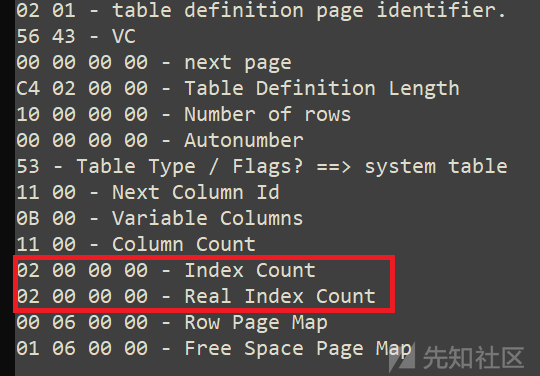 02 01 - table definition page identifier.
56 43 - VC
00 00 00 00 - next page
C4 02 00 00 - Table Definition Length
10 00 00 00 - Number of rows
00 00 00 00 - Autonumber
53 - Table Type / Flags? ==> system table
11 00 - Next Column Id
0B 00 - Variable Columns
11 00 - Column Count
02 00 00 00 - Index Count
02 00 00 00 - Real Index Count
00 06 00 00 - Row Page Map
01 06 00 00 - Free Space Page Map
先知社区